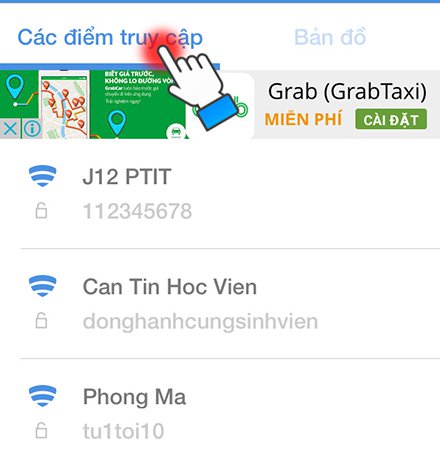 Các điểm truy cập
Bản đồ
BIẾT GIÁ TRƯỚC,
KHÔNG LO ĐƯỜNG VÒNG
Grab (GrabTaxi)
MIỄN PHÍ
CÀI ĐẶT
J12 PTIT
112345678
Can Tin Hoc Vien
donghanhcungsinhvien
Phong Ma
tu1toi10